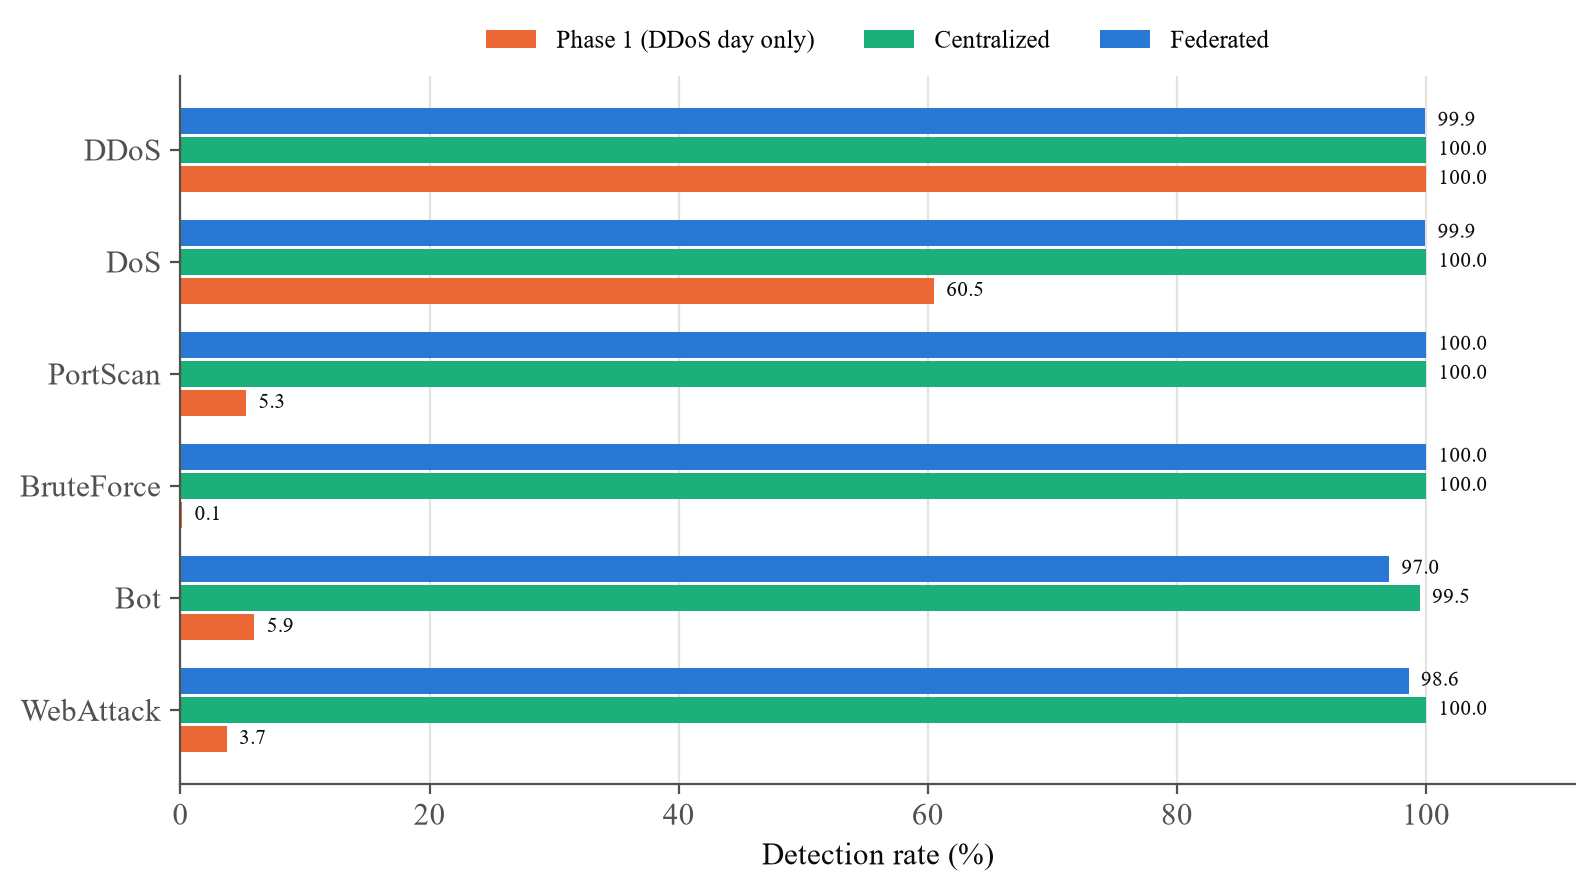 Phase 1 (DDoS day only) Centralized Federated
99.9
DDoS 100.0
100.0
99.9
DoS 100.0
60.5
100.0
PortScan 100.0
5.3
100.0
BruteForce 100.0
0.1
97.0
Bot 99.5
5.9
98.6
WebAttack 100.0
3.7
0 20 40 60 80 100
Detection rate (%)